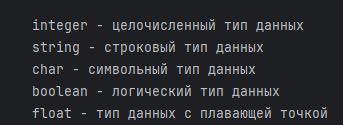 integer - целочисленный тип данных
string - строковый тип данных
char - символьный тип данных
boolean - логический тип данных
float - тип данных с плавающей точкой